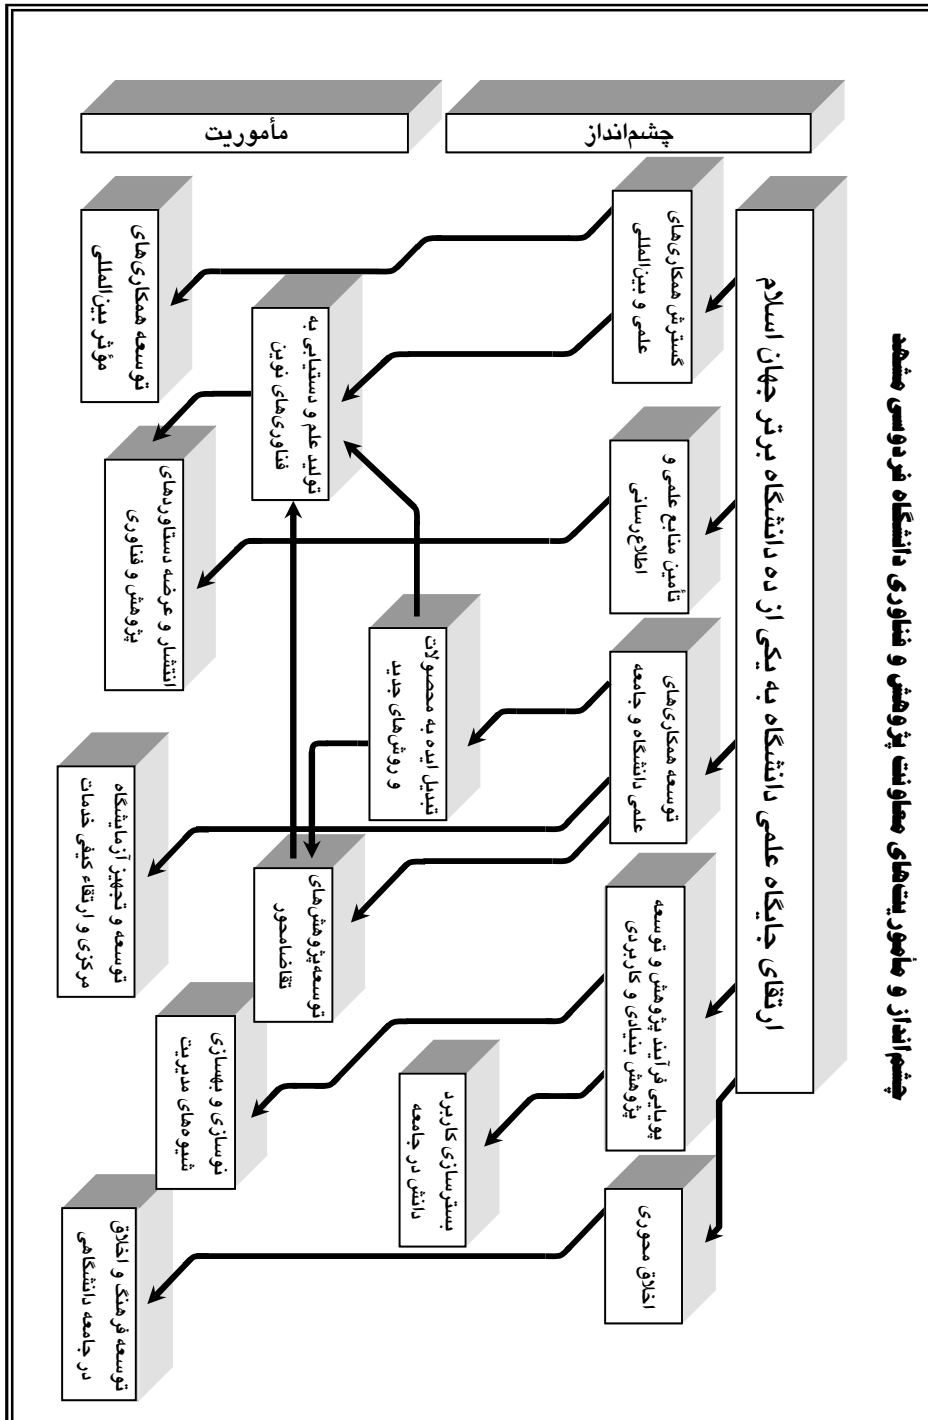 چشم‌انداز و مأموریت‌های معاونت پژوهش و فناوری دانشگاه فردوسی مشهد
چشم‌انداز
مأموریت
ارتقای جایگاه علمی دانشگاه به یکی از ده دانشگاه برتر جهان اسلام
گسترش همکاری‌های
علمی و بین‌المللی
تأمین منابع علمی و
اطلاع‌رسانی
توسعه همکاری‌های
علمی دانشگاه و جامعه
پویایی فرآیند پژوهش و توسعه
پژوهش بنیادی و کاربردی
اخلاق محوری
تولید علم و دستیابی به
فناوری‌های نوین
تبدیل ایده به محصولات
و روش‌های جدید
توسعه‌پژوهش‌های
تقاضامحور
بسترسازی کاربرد
دانش در جامعه
توسعه همکاری‌های
مؤثر بین‌المللی
انتشار و عرضه دستاوردهای
پژوهش و فناوری
توسعه و تجهیز آزمایشگاه
مرکزی و ارتقاء کیفی خدمات
نوسازی و بهسازی
شیوه‌های مدیریت
توسعه فرهنگ و اخلاق
در جامعه دانشگاهی